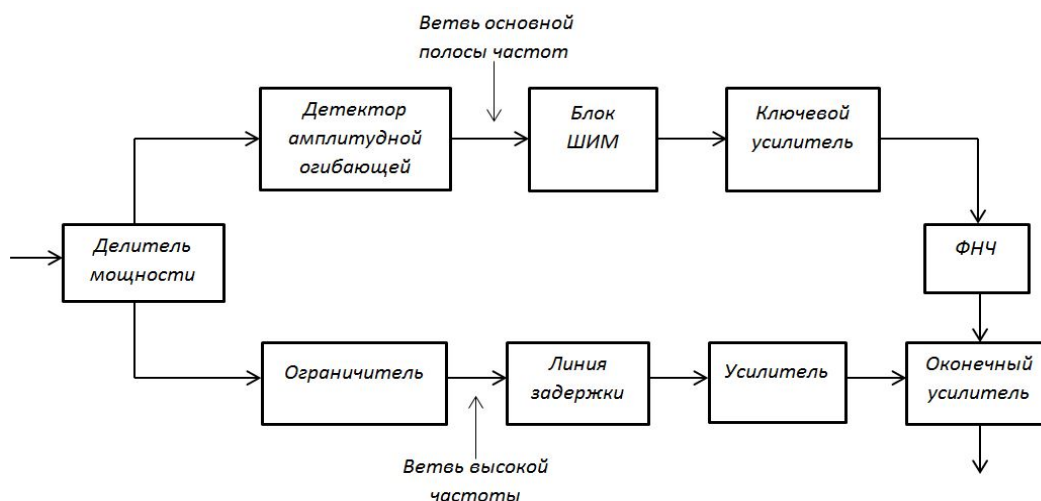 Ветвь основной
полосы частот
Детектор
амплитудной
огибающей
Блок
ШИМ
Ключевой
усилитель
Делитель
мощности
ФНЧ
Ограничитель
Линия
задержки
Усилитель
Оконечный
усилитель
Ветвь высокой
частоты